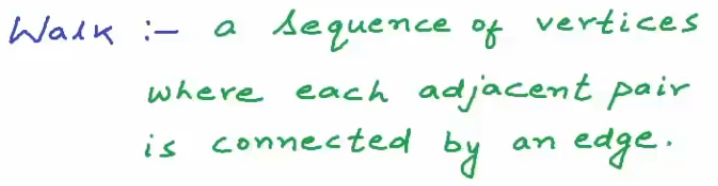 Walk :- a sequence of vertices
where each adjacent pair
is connected by an edge.